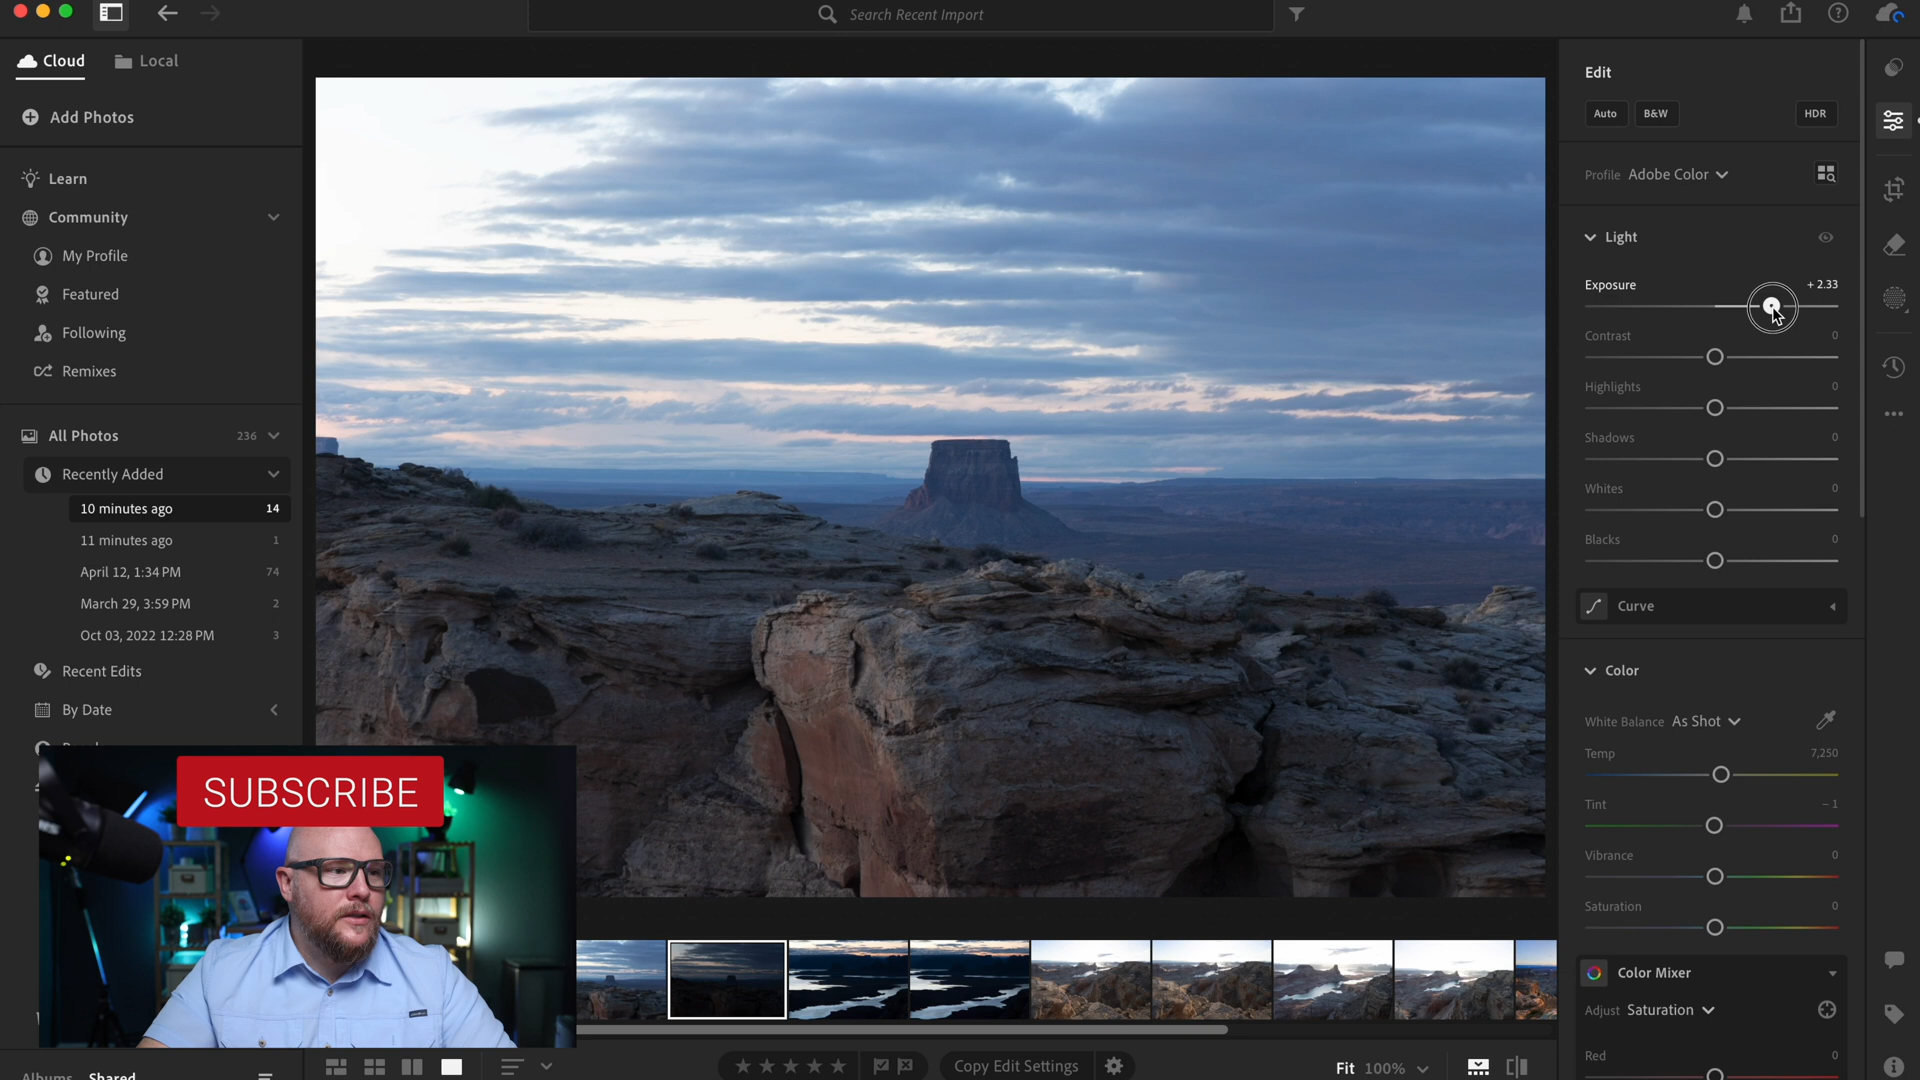 Search Recent Import
Cloud
Local
Add Photos
Learn
Community
My Profile
Featured
Following
Remixes
All Photos 236
Recently Added
10 minutes ago 14
11 minutes ago 1
April 12, 1:34 PM 74
March 29, 3:59 PM 2
Oct 03, 2022 12:28 PM 3
Recent Edits
By Date
SUBSCRIBE
Albums Shared
Copy Edit Settings
Fit 100%
Edit
Auto B&W HDR
Profile Adobe Color
Light
Exposure + 2.33
Contrast 0
Highlights 0
Shadows 0
Whites 0
Blacks 0
Curve
Color
White Balance As Shot
Temp 7,250
Tint – 1
Vibrance 0
Saturation 0
Color Mixer
Adjust Saturation
Red 0